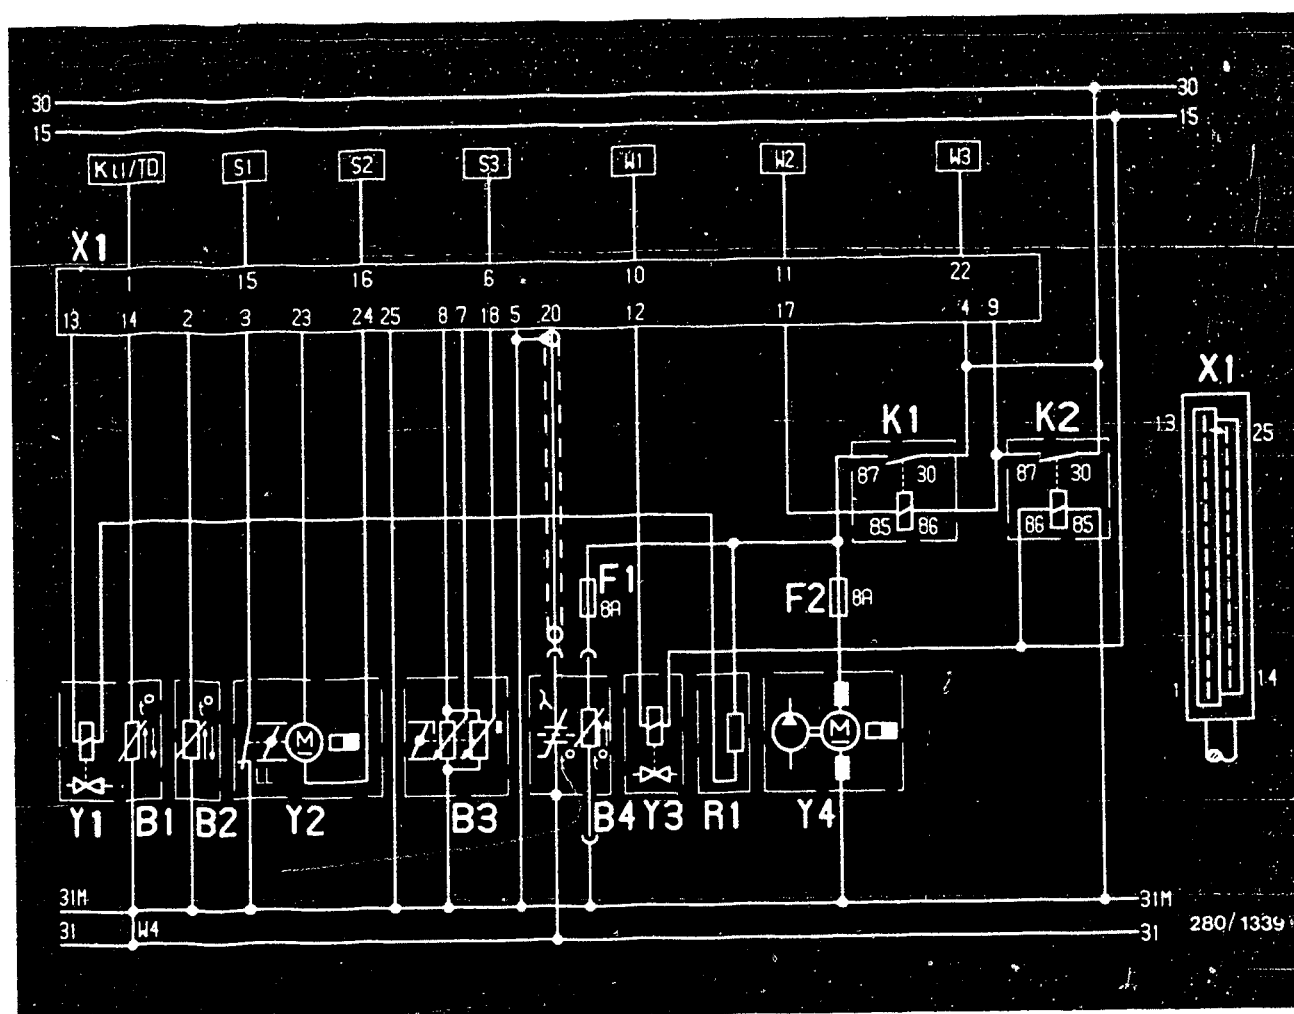 30 30
15 15
Kl1/TD S1 S2 S3 W1 W2 W3
X1
1 15 16 6 10 11 22
13 14 2 3 23 24 25 8 7 18 5 20 12 17 4 9
X1
K1 K2
13 25
87 30 87 30
85 86 86 85
F1 8A F2 8A
λ
t° t° t°
M M
LL
1 14
Y1 B1 B2 Y2 B3 B4 Y3 R1 Y4
31M 31M
31 W4 31
280/1339